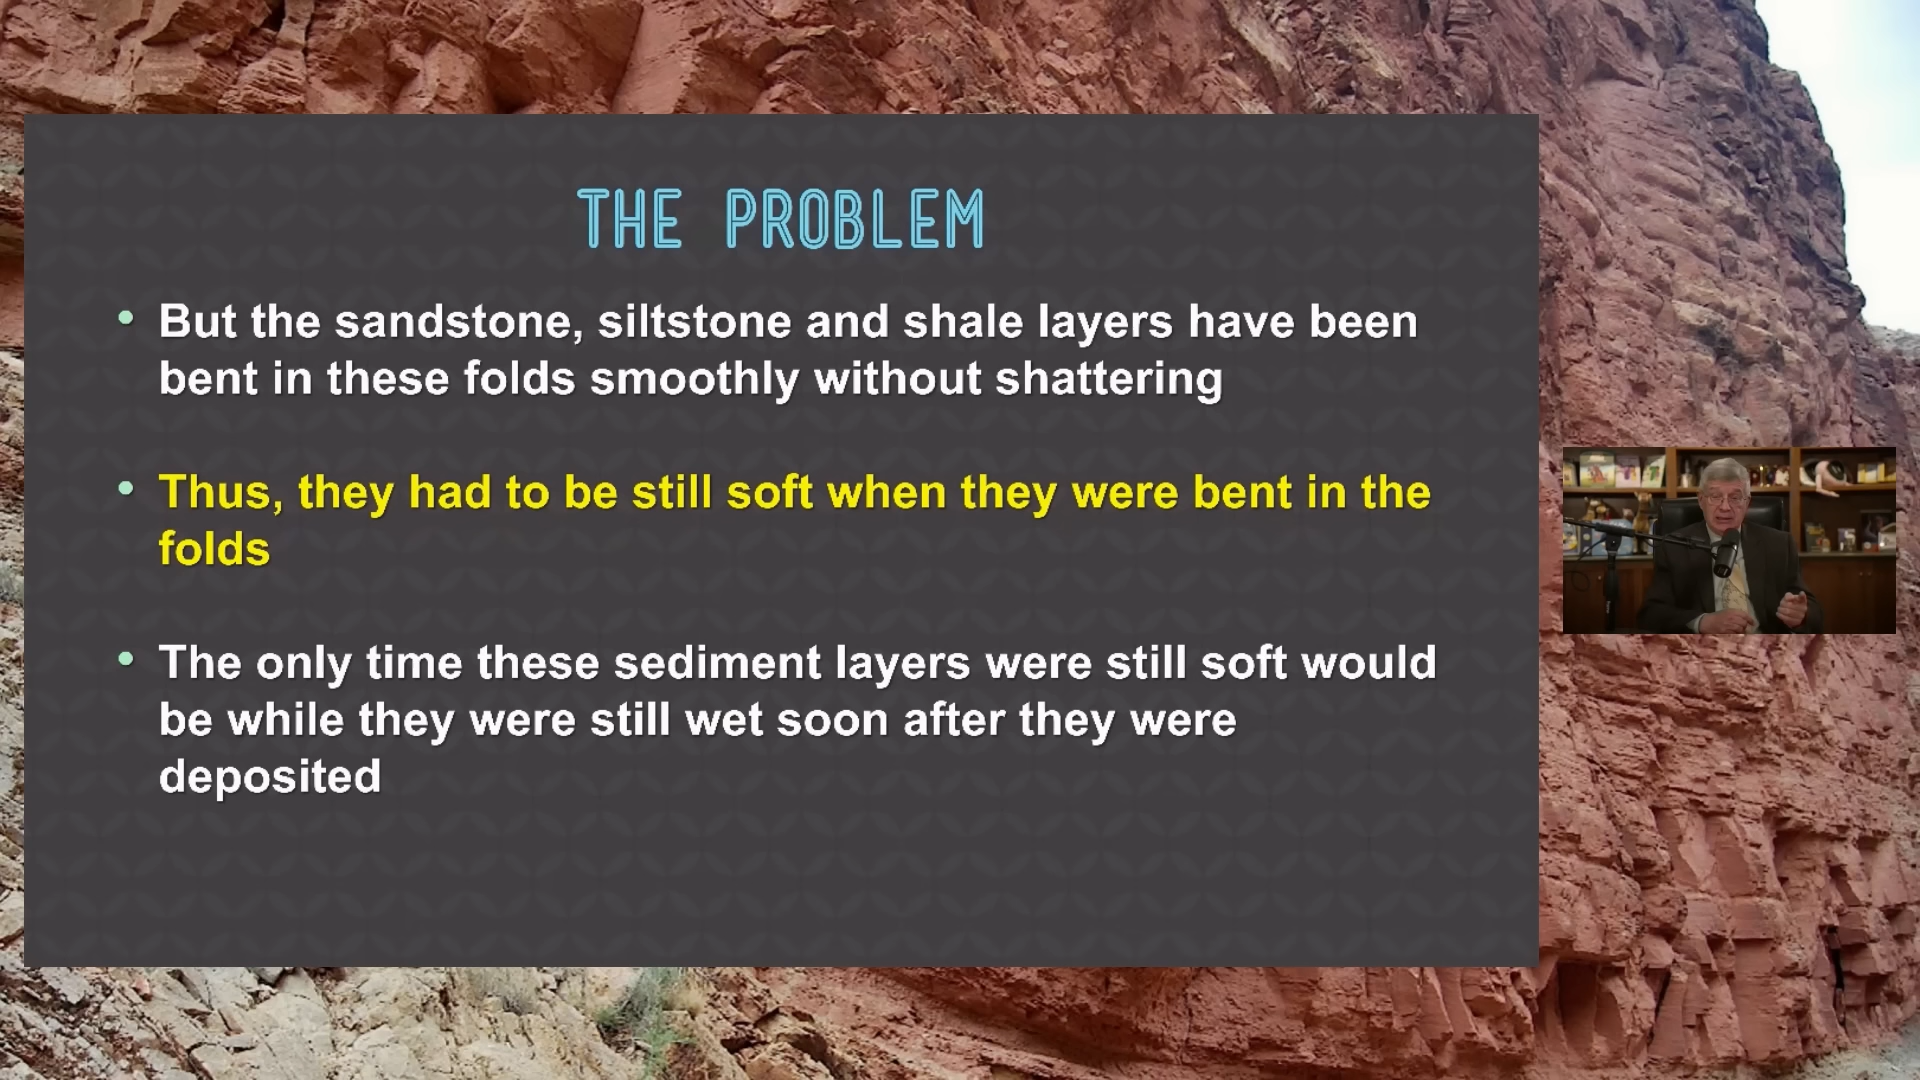 THE PROBLEM
• But the sandstone, siltstone and shale layers have been
bent in these folds smoothly without shattering
• Thus, they had to be still soft when they were bent in the
folds
• The only time these sediment layers were still soft would
be while they were still wet soon after they were
deposited